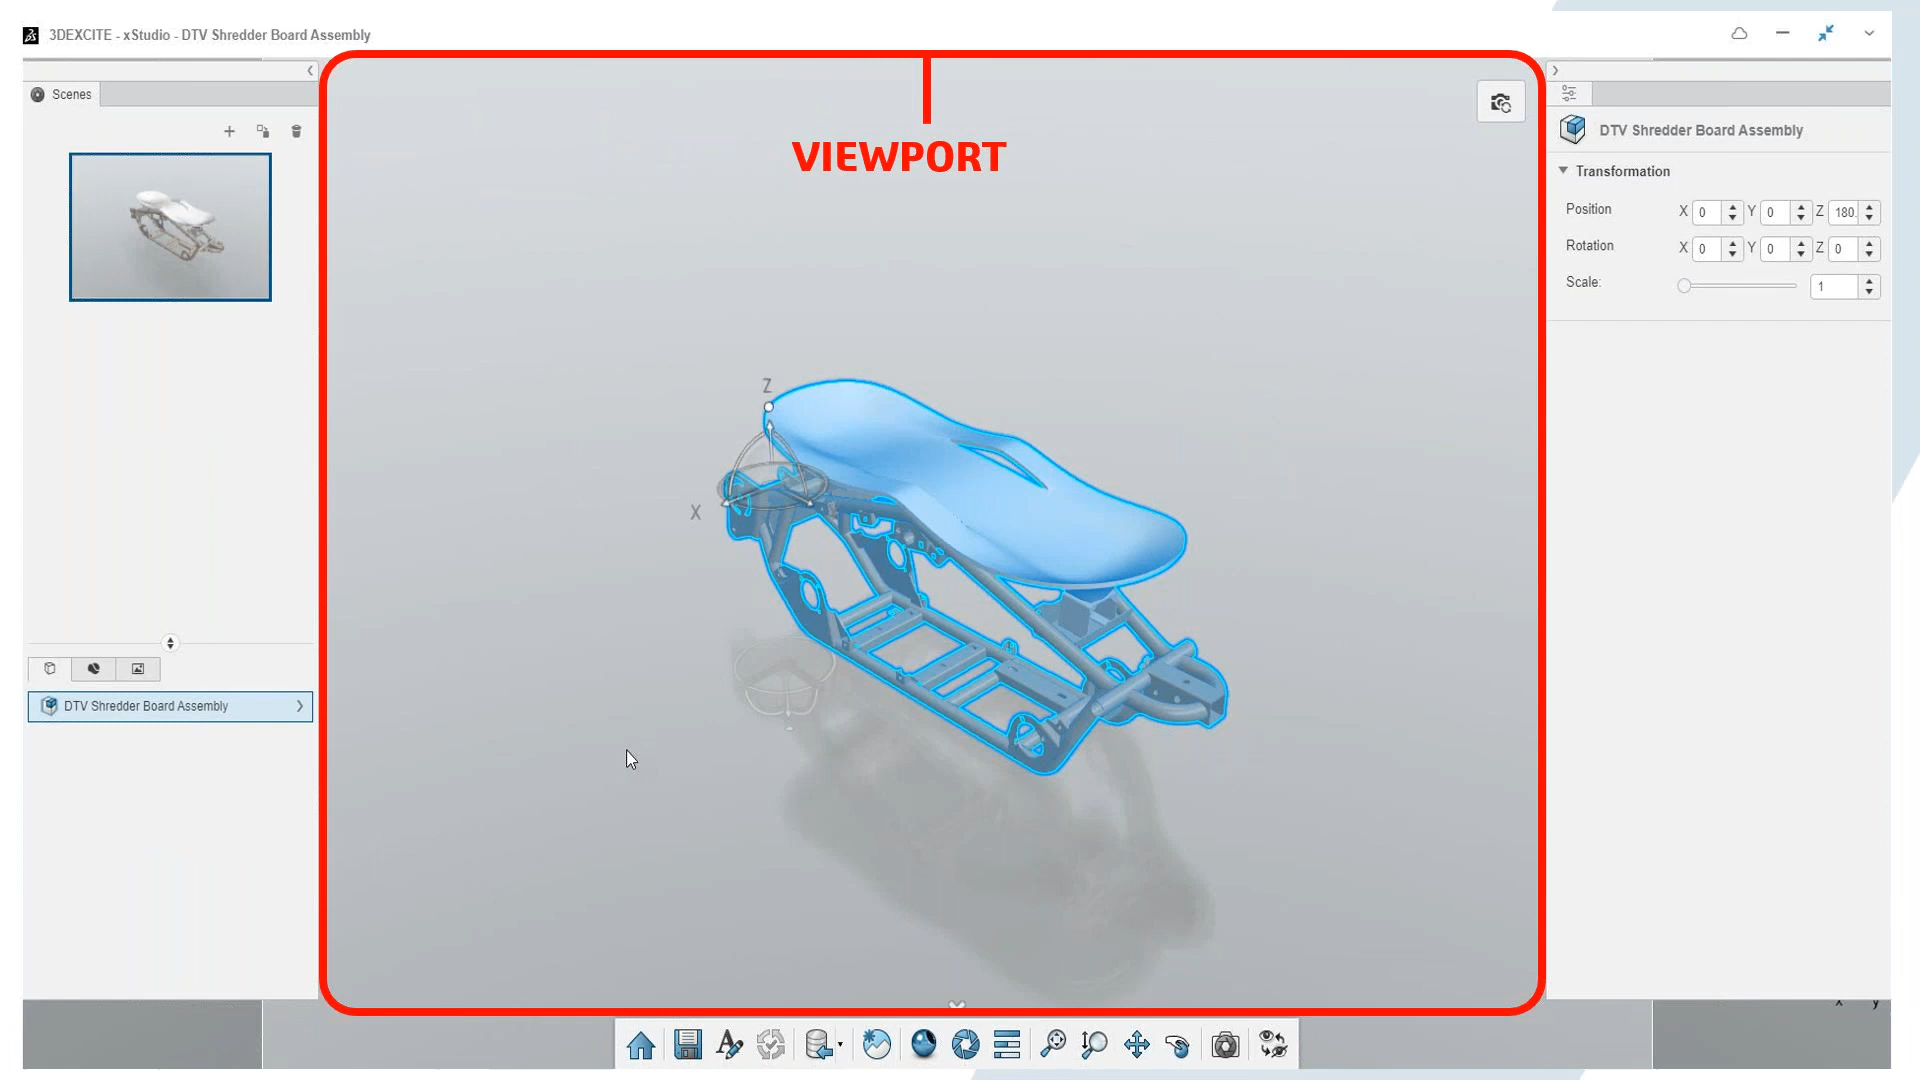 3DEXCITE - xStudio - DTV Shredder Board Assembly
Scenes
VIEWPORT
DTV Shredder Board Assembly
Transformation
Position X 0 Y 0 Z 180.
Rotation X 0 Y 0 Z 0
Scale: 1
Z
X
DTV Shredder Board Assembly
x y